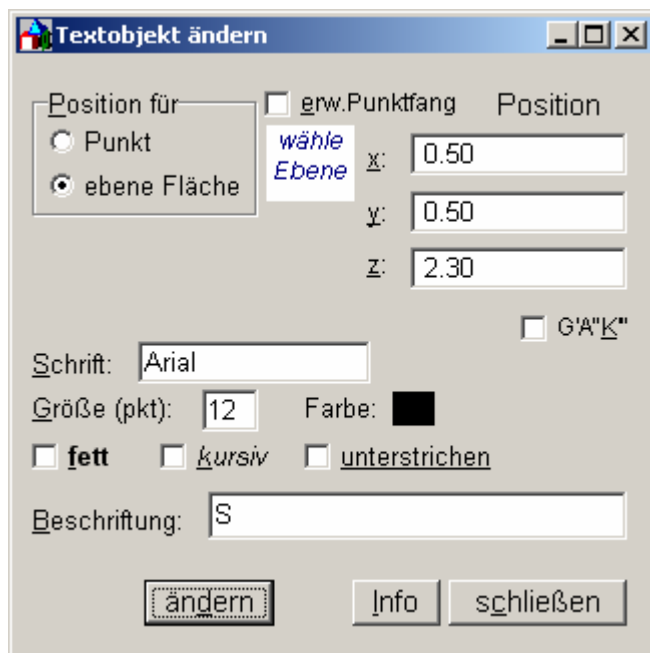 Textobjekt ändern
Position für
erw.Punktfang
Position
Punkt
ebene Fläche
wähle
Ebene
x: 0.50
y: 0.50
z: 2.30
G'A"K'"
Schrift: Arial
Größe (pkt): 12 Farbe:
fett kursiv unterstrichen
Beschriftung: S
ändern Info schließen